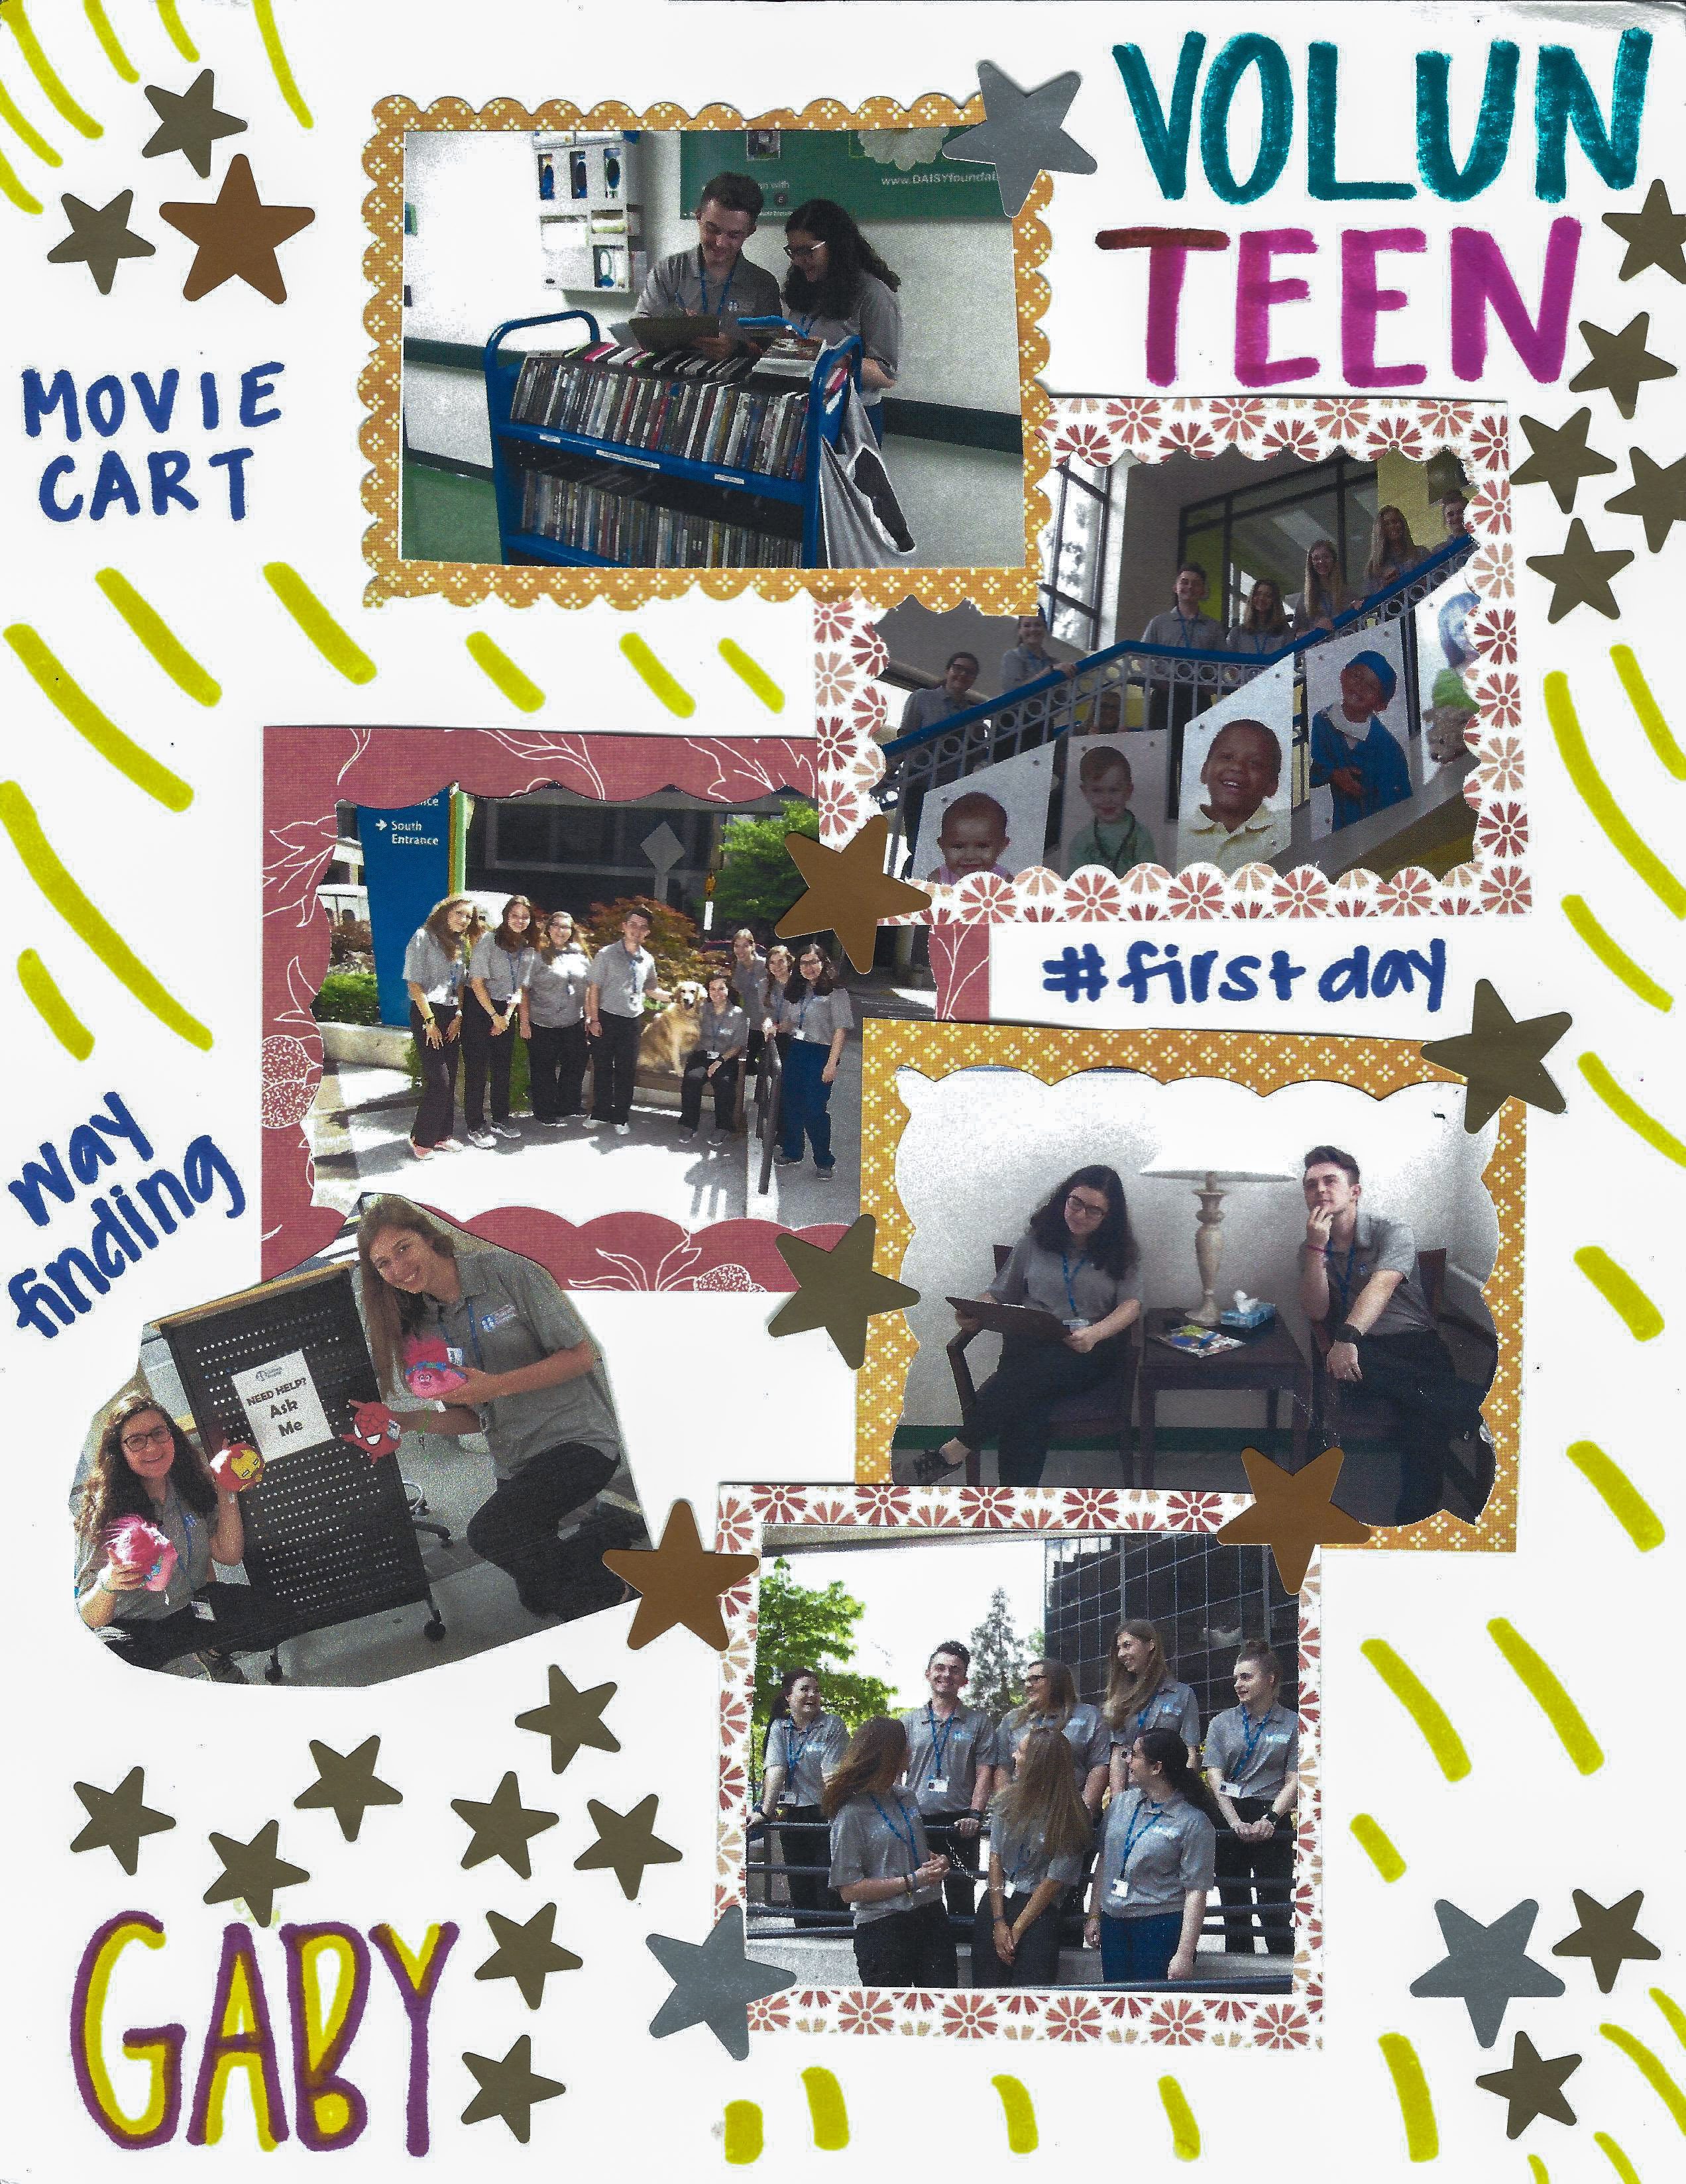 VOLUN
TEEN
MOVIE
CART
www.DAISYfoundat
South
Entrance
#firstday
way
finding
NEED HELP?
Ask
Me
GABY